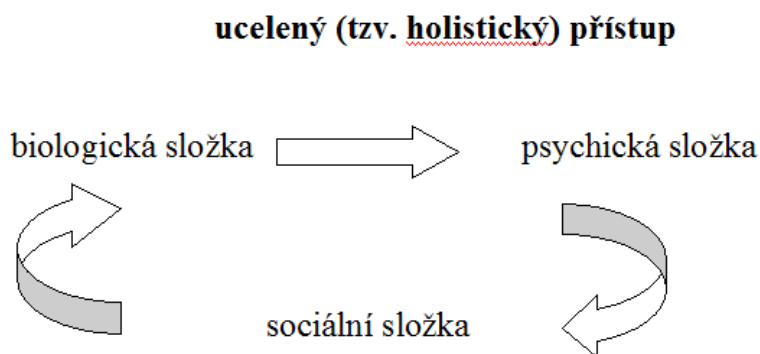 ucelený (tzv. holistický) přístup
biologická složka psychická složka
sociální složka